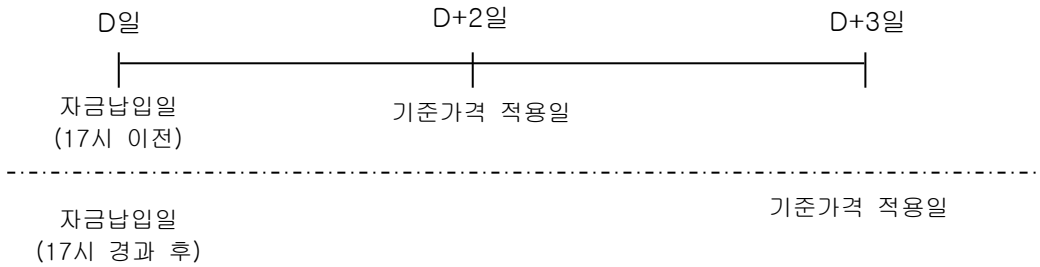 D일 D+2일 D+3일
자금납입일 기준가격 적용일
(17시 이전)
자금납입일 기준가격 적용일
(17시 경과 후)